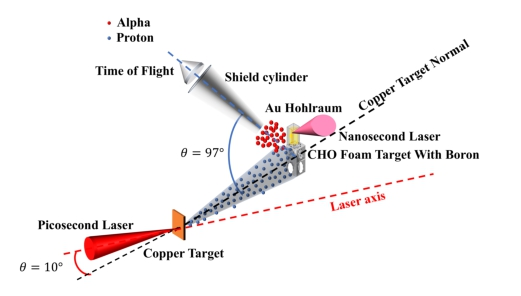 Alpha
Proton
Copper Target Normal
Time of Flight
Shield cylinder
Au Hohlraum
Nanosecond Laser
θ = 97°
CHO Foam Target With Boron
Laser axis
Picosecond Laser
Copper Target
θ = 10°